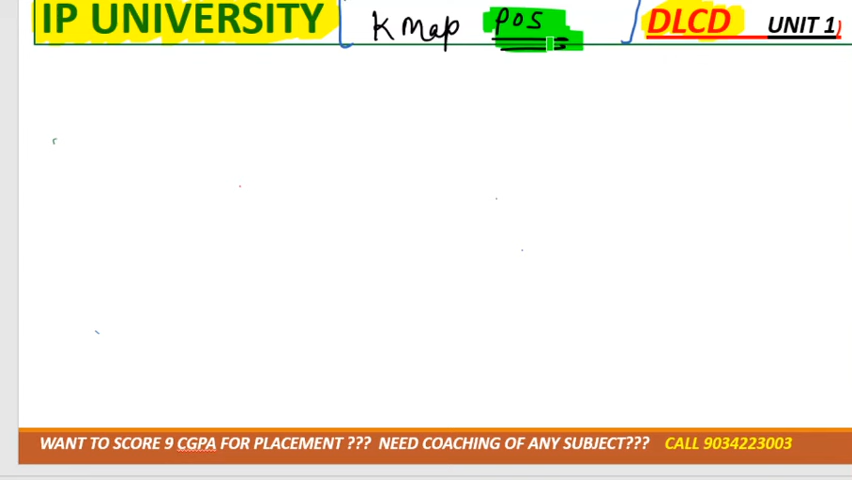 IP UNIVERSITY K Map POS DLCD UNIT 1)
WANT TO SCORE 9 CGPA FOR PLACEMENT ??? NEED COACHING OF ANY SUBJECT??? CALL 9034223003